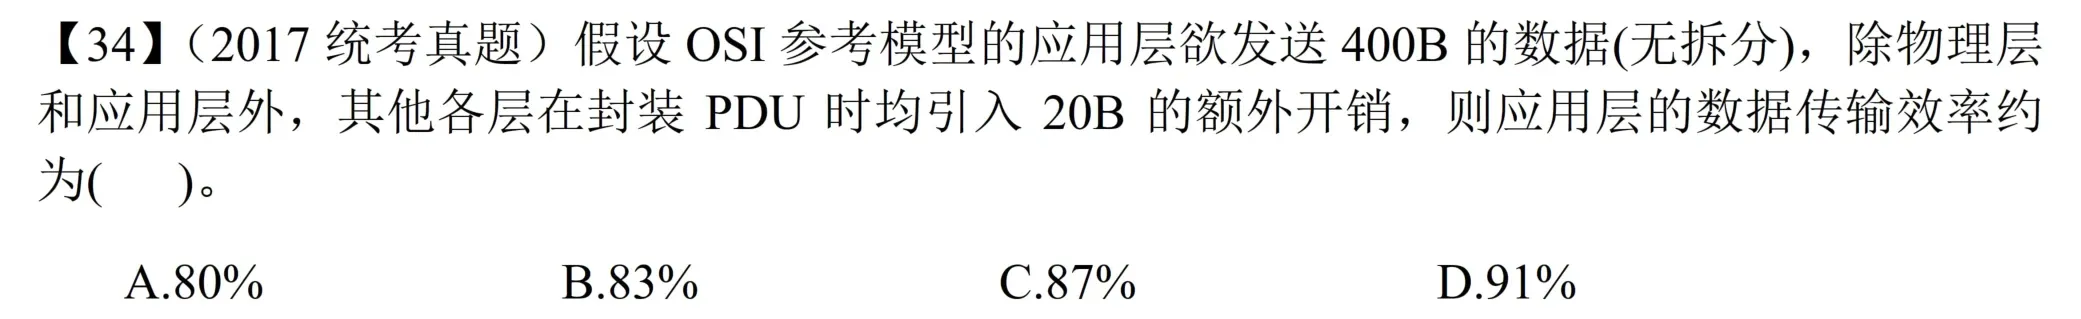 【34】（2017 统考真题）假设 OSI 参考模型的应用层欲发送 400B 的数据(无拆分)，除物理层
和应用层外，其他各层在封装 PDU 时均引入 20B 的额外开销，则应用层的数据传输效率约
为(    )。
A.80%    B.83%    C.87%    D.91%